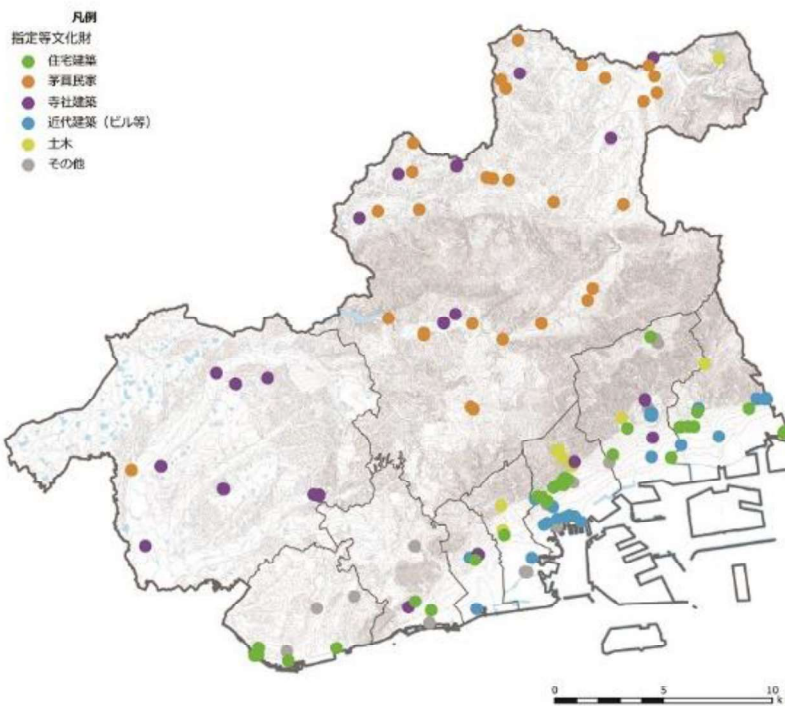 凡例
指定等文化財
住宅建築
茅葺民家
寺社建築
近代建築（ビル等）
土木
その他
0 5 10
k